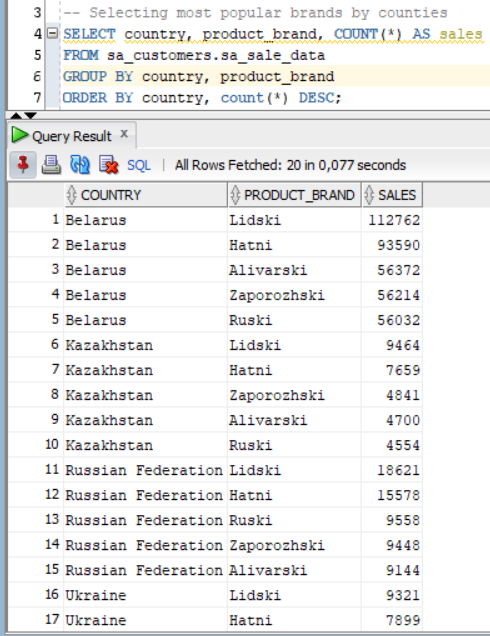 3 -- Selecting most popular brands by counties
4 SELECT country, product_brand, COUNT(*) AS sales
5 FROM sa_customers.sa_sale_data
6 GROUP BY country, product_brand
7 ORDER BY country, count(*) DESC;
Query Result x
SQL | All Rows Fetched: 20 in 0,077 seconds
COUNTRY PRODUCT_BRAND SALES
1 Belarus Lidski 112762
2 Belarus Hatni 93590
3 Belarus Alivarski 56372
4 Belarus Zaporozhski 56214
5 Belarus Ruski 56032
6 Kazakhstan Lidski 9464
7 Kazakhstan Hatni 7659
8 Kazakhstan Zaporozhski 4841
9 Kazakhstan Alivarski 4700
10 Kazakhstan Ruski 4554
11 Russian Federation Lidski 18621
12 Russian Federation Hatni 15578
13 Russian Federation Ruski 9558
14 Russian Federation Zaporozhski 9448
15 Russian Federation Alivarski 9144
16 Ukraine Lidski 9321
17 Ukraine Hatni 7899